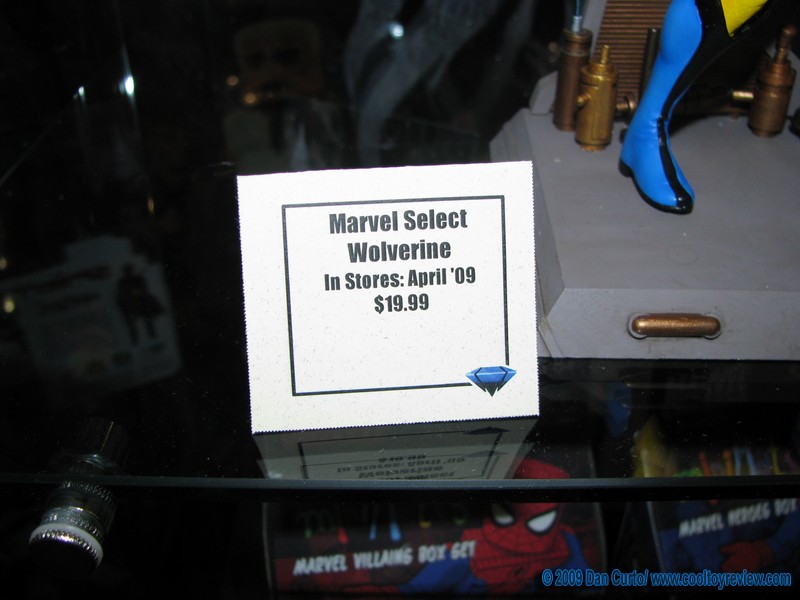 Marvel Select
Wolverine
In Stores: April '09
$19.99
MARVEL VILLAINS BOX SET
MARVEL HEROES BOX
© 2009 Dan Curto/ www.cooltoyreview.com